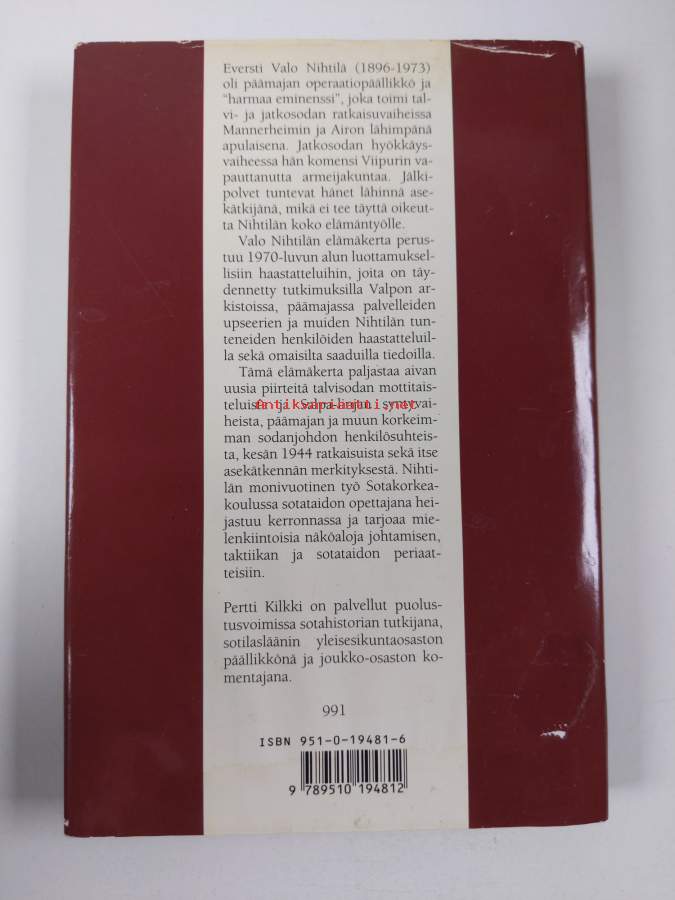 Eversti Valo Nihtilä (1896-1973)
oli päämajan operaatiopäällikkö ja
"harmaa eminenssi", joka toimi tal-
vi- ja jatkosodan ratkaisuvaiheissa
Mannerheimin ja Airon lähimpänä
apulaisena. Jatkosodan hyökkäys-
vaiheessa hän komensi Viipurin va-
pauttanutta armeijakuntaa. Jälki-
polvet tuntevat hänet lähinnä ase-
kätkijänä, mikä ei tee täyttä oikeut-
ta Nihtilän koko elämäntyölle.
Valo Nihtilän elämäkerta perus-
tuu 1970-luvun alun luottamuksel-
lisiin haastatteluihin, joita on täy-
dennetty tutkimuksilla Valpon ar-
kistoissa, päämajassa palvelleiden
upseerien ja muiden Nihtilän tun-
teneiden henkilöiden haastatteluil-
la sekä omaisilta saaduilla tiedoilla.
Tämä elämäkerta paljastaa aivan
uusia piirteitä talvisodan mottitais-
teluista ja Salpa-linjan syntyvai-
Antiksapiiantti.net
heista, päämajan ja muun korkeim-
man sodanjohdon henkilösuhteis-
ta, kesän 1944 ratkaisuista sekä itse
asekätkennän merkityksestä. Nihti-
län monivuotinen työ Sotakorkea-
koulussa sotataidon opettajana hei-
jastuu kerronnassa ja tarjoaa mie-
lenkiintoisia näköaloja johtamisen,
taktiikan ja sotataidon periaat-
teisiin.
Pertti Kilkki on palvellut puolus-
tusvoimissa sotahistorian tutkijana,
sotilasläänin yleisesikuntaosaston
päällikkönä ja joukko-osaston ko-
mentajana.
991
ISBN 951-0-19481-6
9 789510 194812